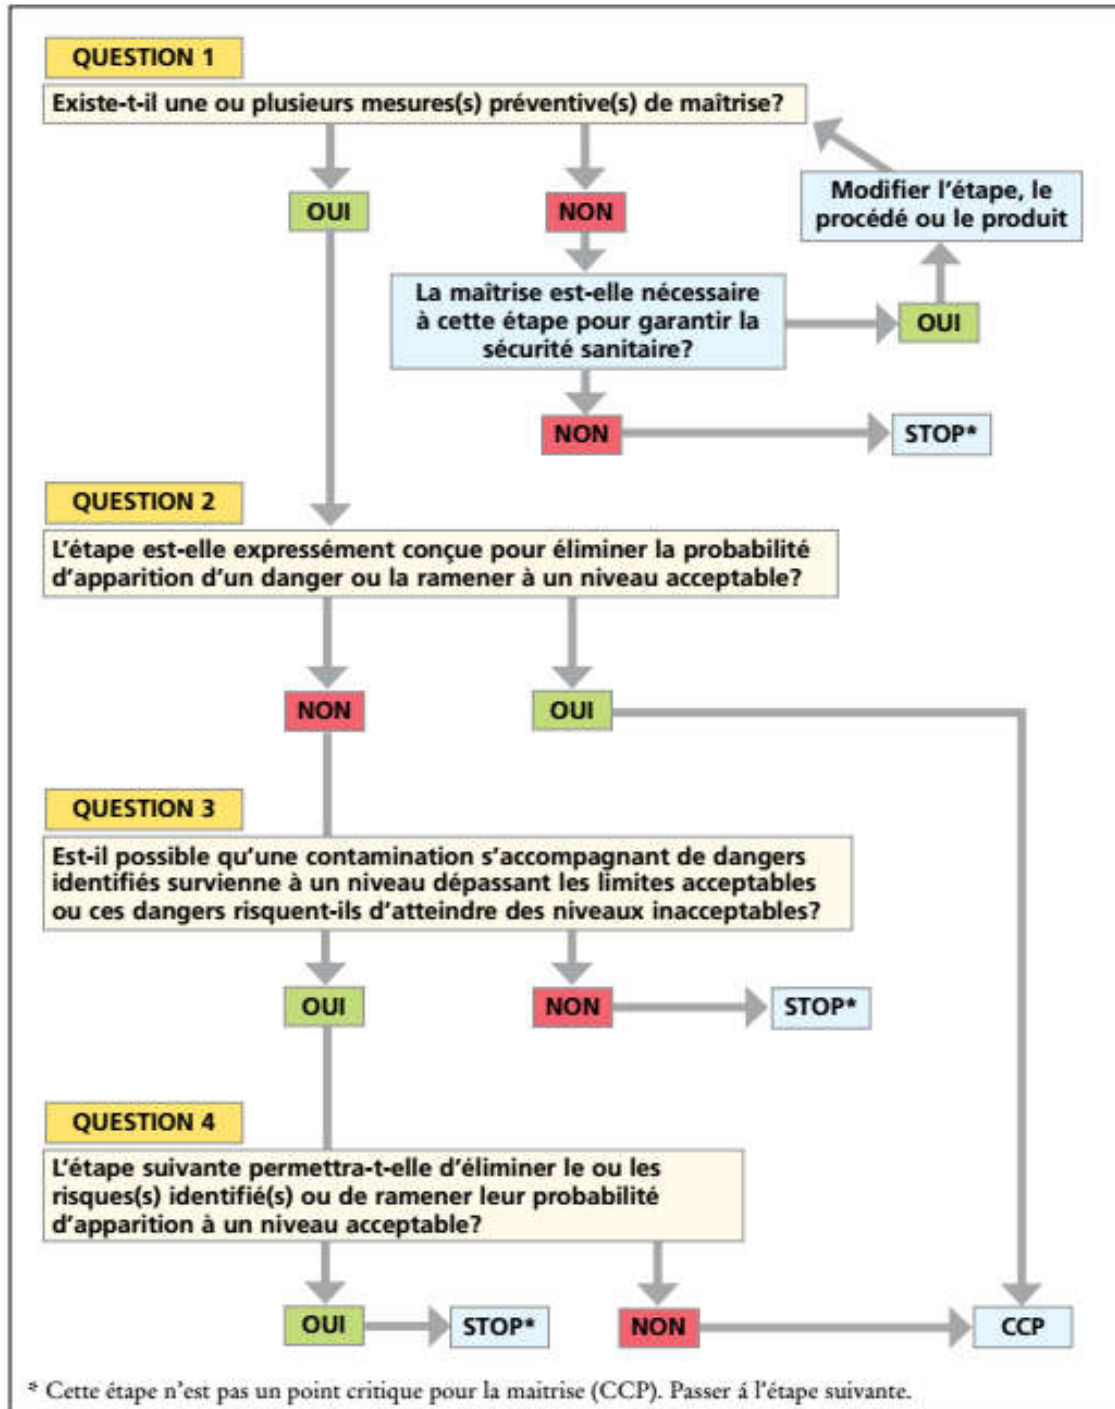 QUESTION 1
Existe-t-il une ou plusieurs mesures(s) préventive(s) de maîtrise?
OUI
NON
Modifier l'étape, le
procédé ou le produit
La maîtrise est-elle nécessaire
à cette étape pour garantir la
sécurité sanitaire?
OUI
NON
STOP*
QUESTION 2
L'étape est-elle expressément conçue pour éliminer la probabilité
d'apparition d'un danger ou la ramener à un niveau acceptable?
NON
OUI
QUESTION 3
Est-il possible qu'une contamination s'accompagnant de dangers
identifiés survienne à un niveau dépassant les limites acceptables
ou ces dangers risquent-ils d'atteindre des niveaux inacceptables?
OUI
NON
STOP*
QUESTION 4
L'étape suivante permettra-t-elle d'éliminer le ou les
risques(s) identifié(s) ou de ramener leur probabilité
d'apparition à un niveau acceptable?
OUI
STOP*
NON
CCP
* Cette étape n'est pas un point critique pour la maitrise (CCP). Passer á l'étape suivante.